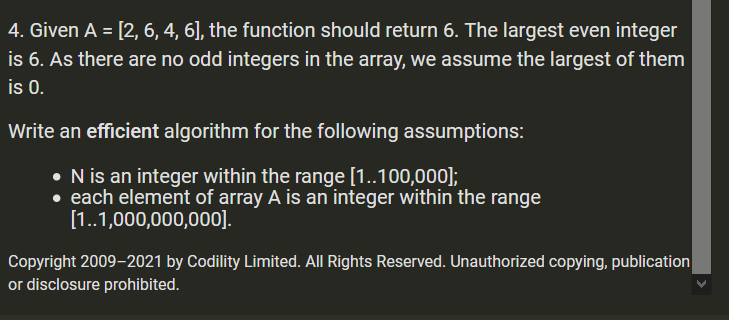 4. Given A = [2, 6, 4, 6], the function should return 6. The largest even integer
is 6. As there are no odd integers in the array, we assume the largest of them
is 0.
Write an efficient algorithm for the following assumptions:
• N is an integer within the range [1..100,000];
• each element of array A is an integer within the range
[1..1,000,000,000].
Copyright 2009–2021 by Codility Limited. All Rights Reserved. Unauthorized copying, publication
or disclosure prohibited.